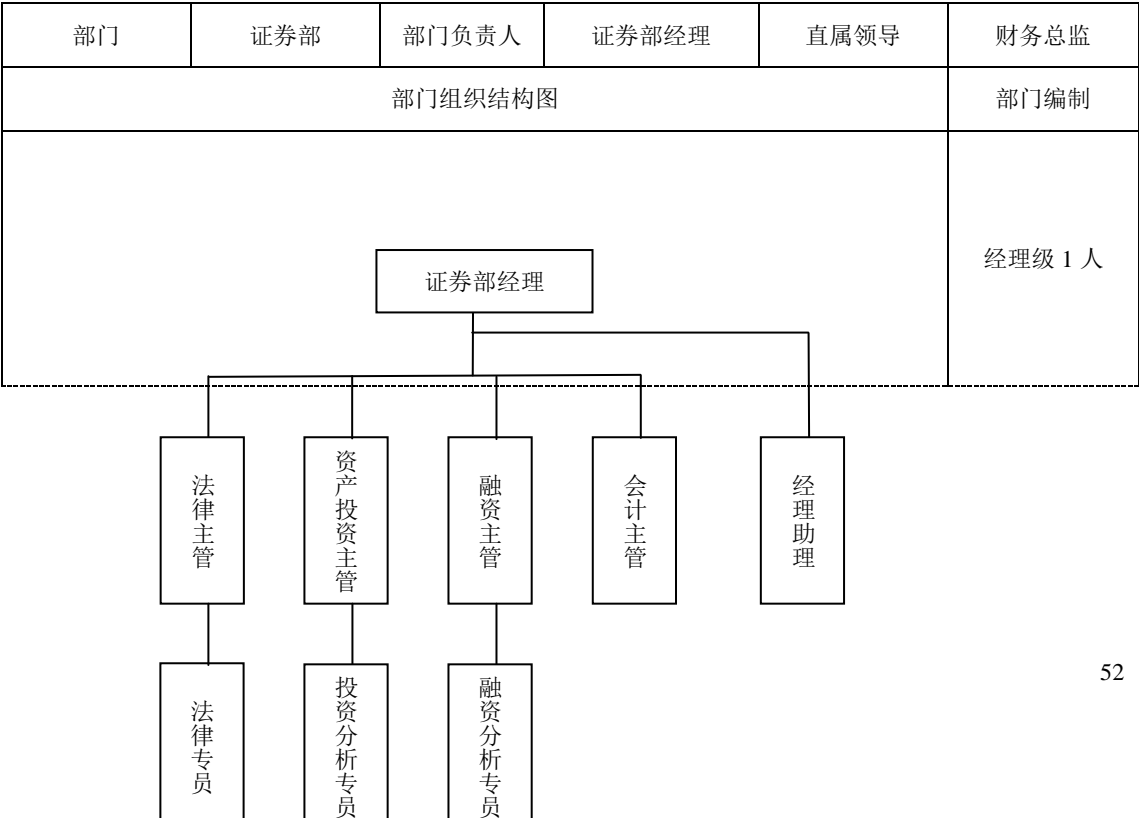 部门 证券部 部门负责人 证券部经理 直属领导 财务总监
部门组织结构图 部门编制
经理级 1 人
证券部经理
法律主管
资产投资主管
融资主管
会计主管
经理助理
法律专员
投资分析专员
融资分析专员
52